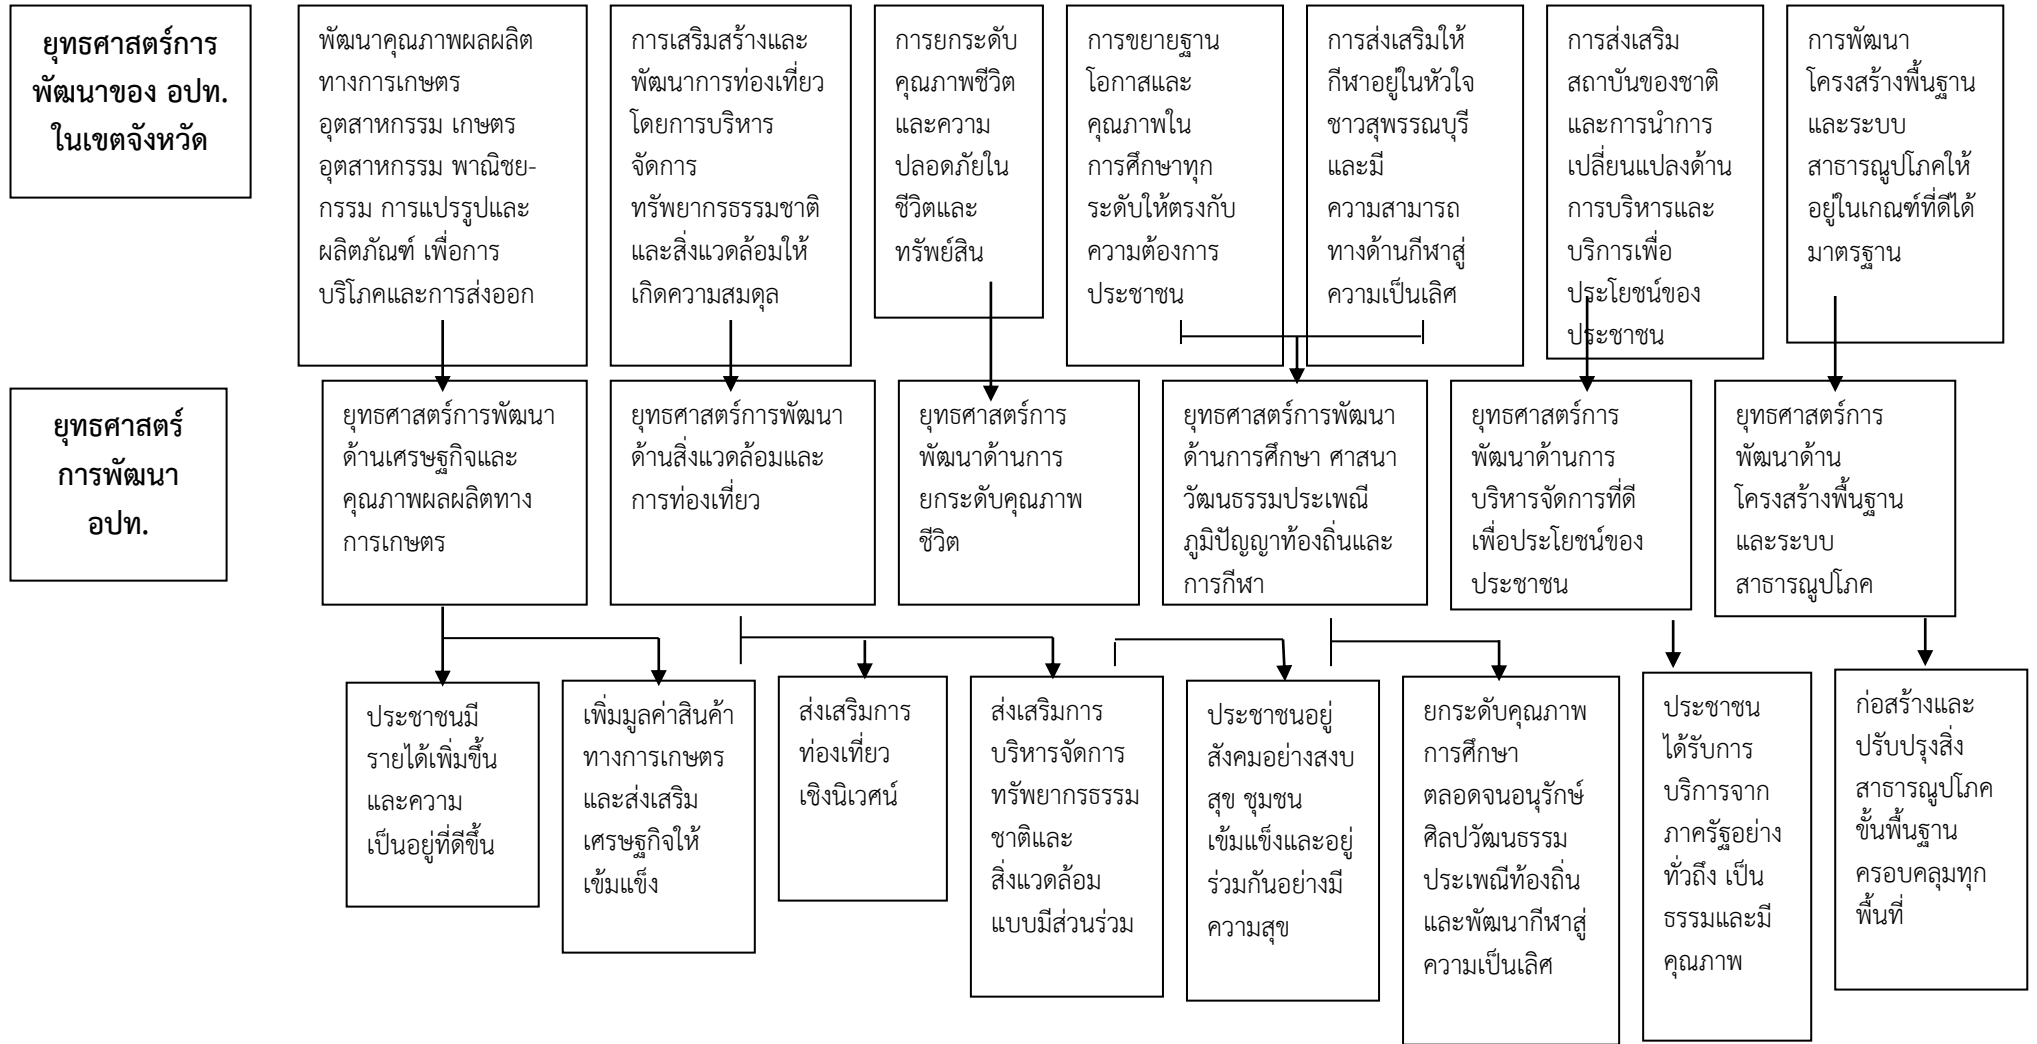 ยุทธศาสตร์การ
พัฒนาของ อปท.
ในเขตจังหวัด
พัฒนาคุณภาพผลผลิต
ทางการเกษตร
อุตสาหกรรม เกษตร
อุตสาหกรรม พาณิชย-
กรรม การแปรรูปและ
ผลิตภัณฑ์ เพื่อการ
บริโภคและการส่งออก
การเสริมสร้างและ
พัฒนาการท่องเที่ยว
โดยการบริหาร
จัดการ
ทรัพยากรธรรมชาติ
และสิ่งแวดล้อมให้
เกิดความสมดุล
การยกระดับ
คุณภาพชีวิต
และความ
ปลอดภัยใน
ชีวิตและ
ทรัพย์สิน
การขยายฐาน
โอกาสและ
คุณภาพใน
การศึกษาทุก
ระดับให้ตรงกับ
ความต้องการ
ประชาชน
การส่งเสริมให้
กีฬาอยู่ในหัวใจ
ชาวสุพรรณบุรี
และมี
ความสามารถ
ทางด้านกีฬาสู่
ความเป็นเลิศ
การส่งเสริม
สถาบันของชาติ
และการนำการ
เปลี่ยนแปลงด้าน
การบริหารและ
บริการเพื่อ
ประโยชน์ของ
ประชาชน
การพัฒนา
โครงสร้างพื้นฐาน
และระบบ
สาธารณูปโภคให้
อยู่ในเกณฑ์ที่ดีได้
มาตรฐาน
ยุทธศาสตร์
การพัฒนา
อปท.
ยุทธศาสตร์การพัฒนา
ด้านเศรษฐกิจและ
คุณภาพผลผลิตทาง
การเกษตร
ยุทธศาสตร์การพัฒนา
ด้านสิ่งแวดล้อมและ
การท่องเที่ยว
ยุทธศาสตร์การ
พัฒนาด้านการ
ยกระดับคุณภาพ
ชีวิต
ยุทธศาสตร์การพัฒนา
ด้านการศึกษา ศาสนา
วัฒนธรรมประเพณี
ภูมิปัญญาท้องถิ่นและ
การกีฬา
ยุทธศาสตร์การ
พัฒนาด้านการ
บริหารจัดการที่ดี
เพื่อประโยชน์ของ
ประชาชน
ยุทธศาสตร์การ
พัฒนาด้าน
โครงสร้างพื้นฐาน
และระบบ
สาธารณูปโภค
ประชาชนมี
รายได้เพิ่มขึ้น
และความ
เป็นอยู่ที่ดีขึ้น
เพิ่มมูลค่าสินค้า
ทางการเกษตร
และส่งเสริม
เศรษฐกิจให้
เข้มแข็ง
ส่งเสริมการ
ท่องเที่ยว
เชิงนิเวศน์
ส่งเสริมการ
บริหารจัดการ
ทรัพยากรธรรม
ชาติและ
สิ่งแวดล้อม
แบบมีส่วนร่วม
ประชาชนอยู่
สังคมอย่างสงบ
สุข ชุมชน
เข้มแข็งและอยู่
ร่วมกันอย่างมี
ความสุข
ยกระดับคุณภาพ
การศึกษา
ตลอดจนอนุรักษ์
ศิลปวัฒนธรรม
ประเพณีท้องถิ่น
และพัฒนากีฬาสู่
ความเป็นเลิศ
ประชาชน
ได้รับการ
บริการจาก
ภาครัฐอย่าง
ทั่วถึง เป็น
ธรรมและมี
คุณภาพ
ก่อสร้างและ
ปรับปรุงสิ่ง
สาธารณูปโภค
ขั้นพื้นฐาน
ครอบคลุมทุก
พื้นที่